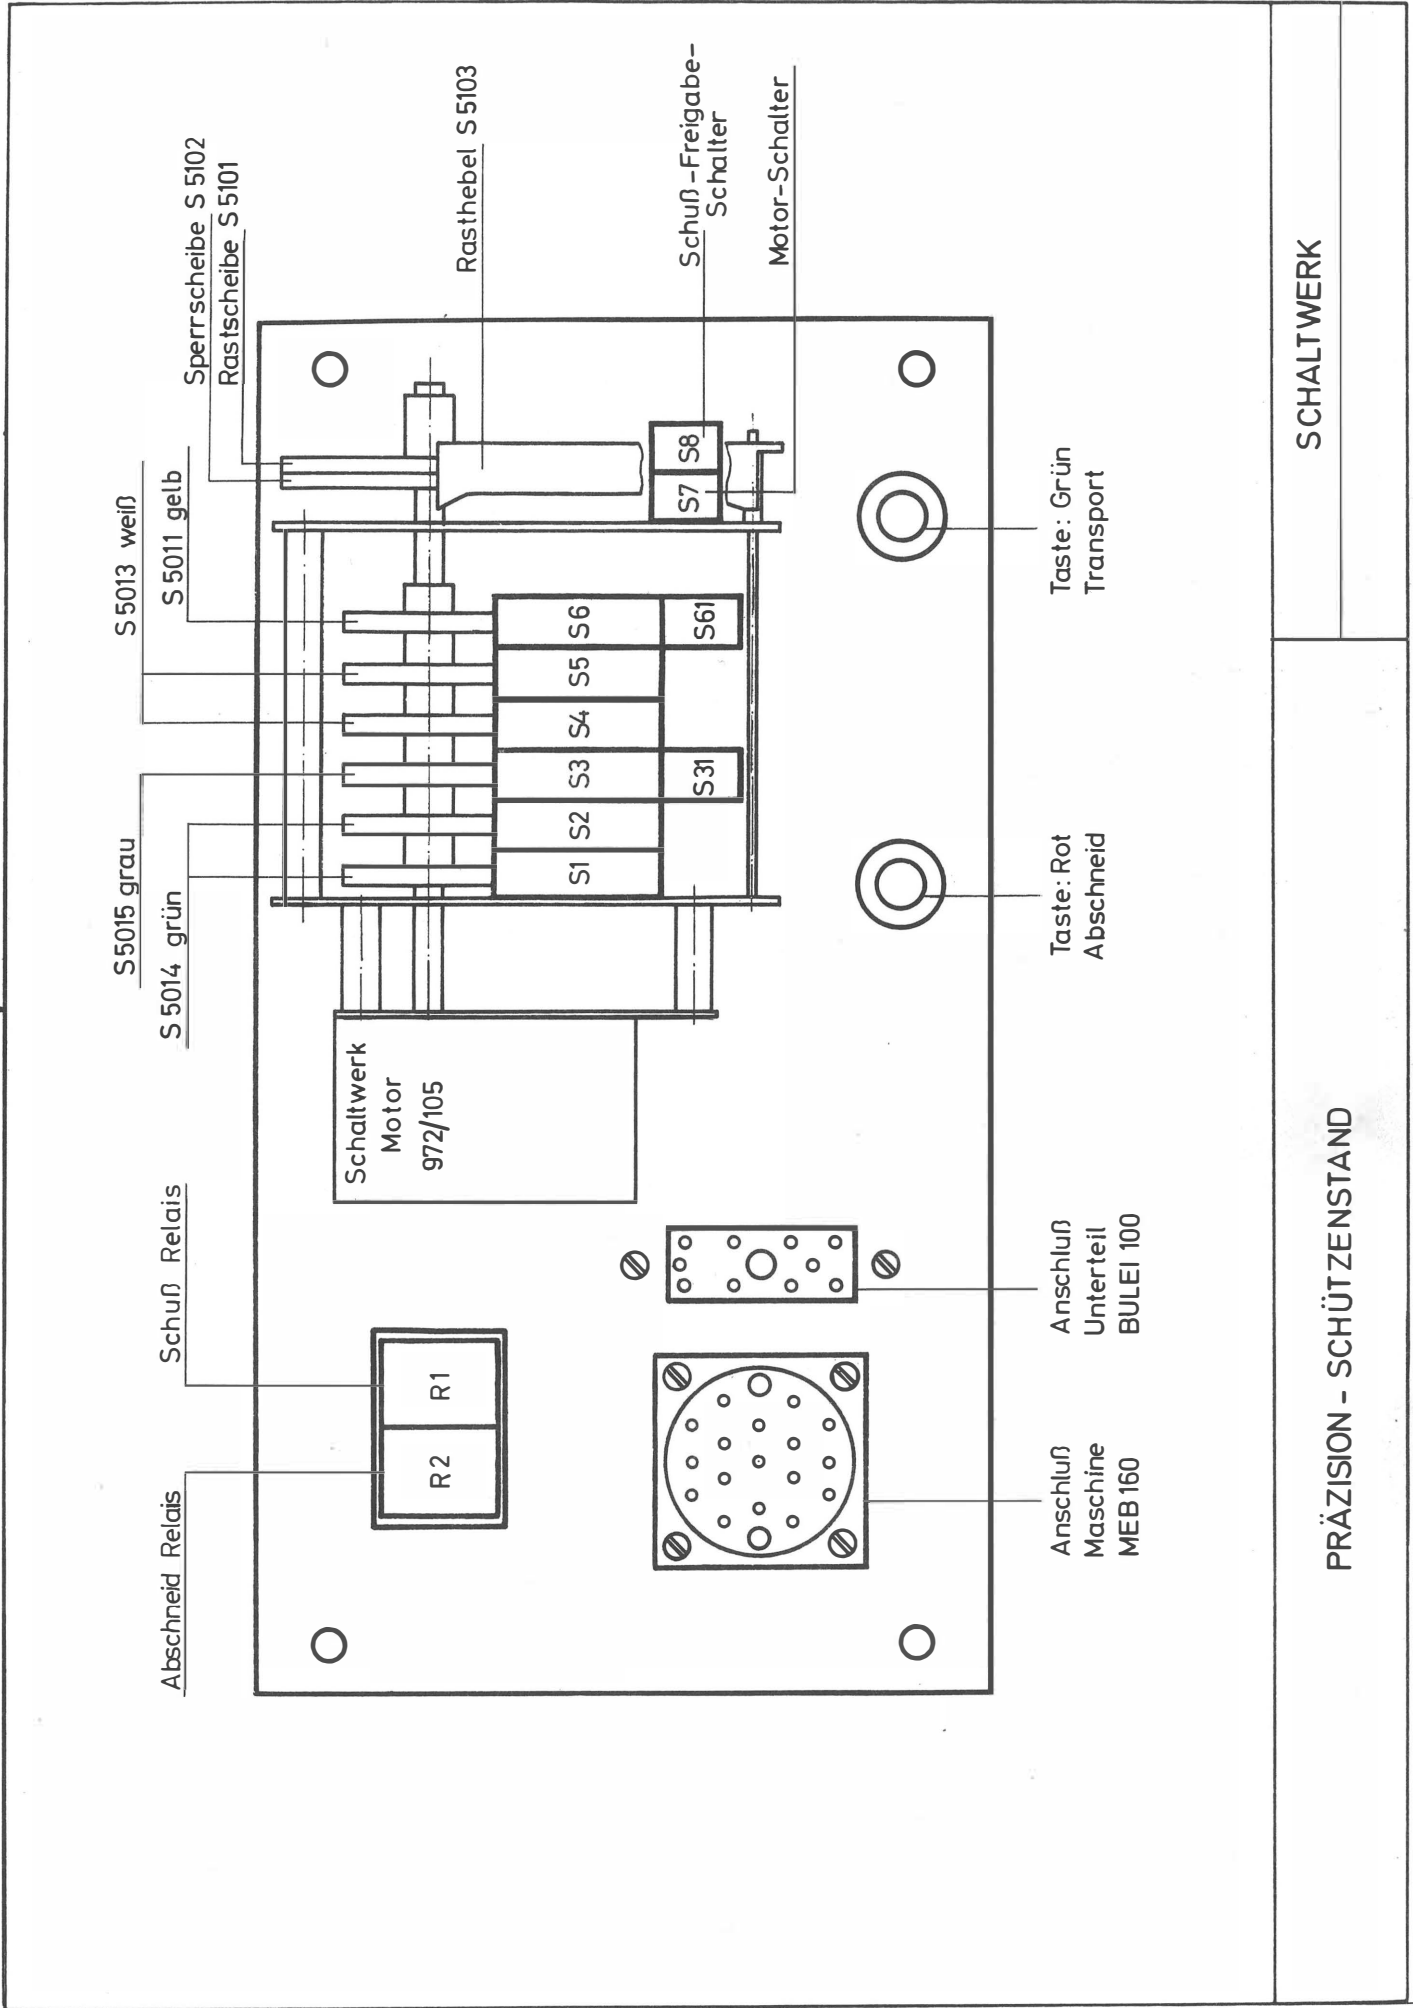 Abschneid Relais
Schuß Relais
S 5014 grün
S 5015 grau
S 5013 weiß
S 5011 gelb
Sperrscheibe S 5102
Rastscheibe S 5101
Rasthebel S 5103
Schuß-Freigabe-
Schalter
Motor-Schalter
R2
R1
Schaltwerk
Motor
972/105
S1
S2
S3
S4
S5
S6
S7
S8
S31
S61
Anschluß
Maschine
MEB 160
Anschluß
Unterteil
BULEI 100
Taste: Rot
Abschneid
Taste: Grün
Transport
PRÄZISION - SCHÜTZENSTAND
SCHALTWERK